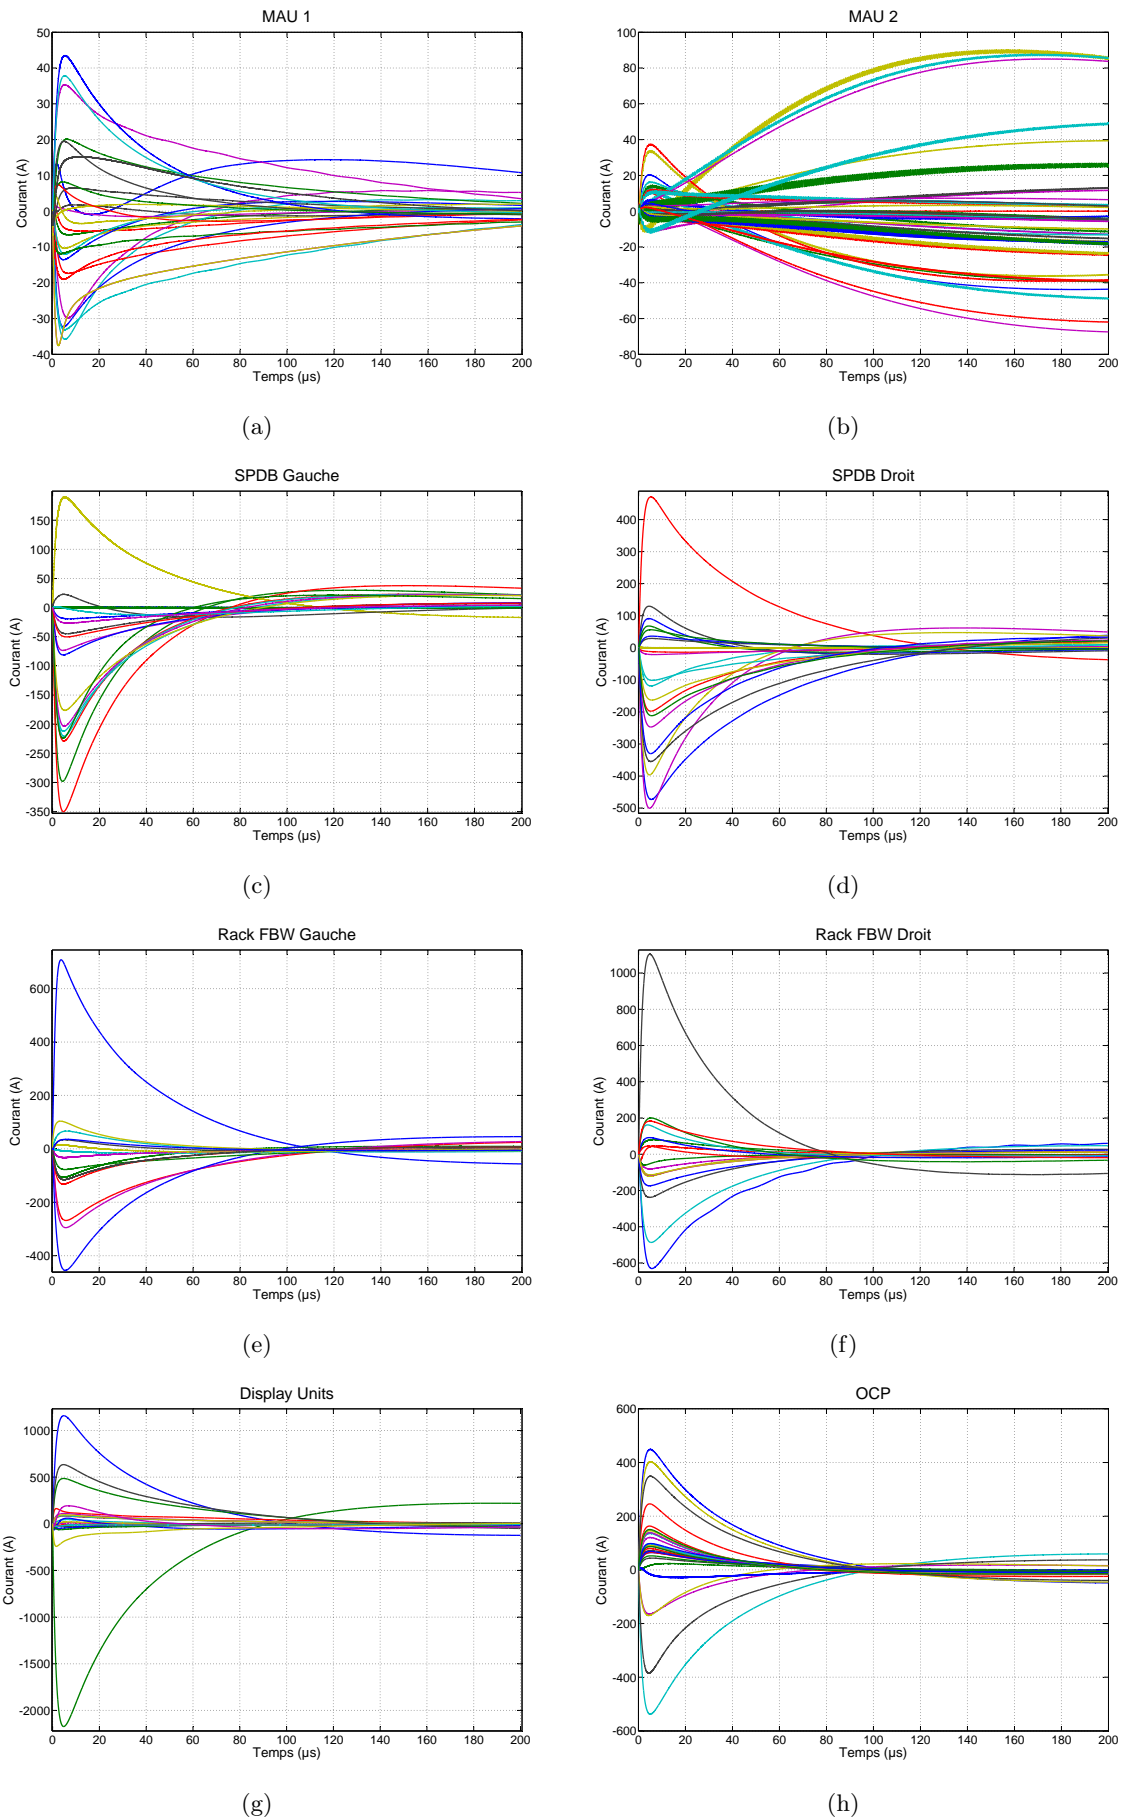 MAU 1
50
40
30
20
10
0
-10
-20
-30
-40
Courant (A)
0 20 40 60 80 100 120 140 160 180 200
Temps (µs)
(a)
MAU 2
100
80
60
40
20
0
-20
-40
-60
-80
Courant (A)
0 20 40 60 80 100 120 140 160 180 200
Temps (µs)
(b)
SPDB Gauche
150
100
50
0
-50
-100
-150
-200
-250
-300
-350
Courant (A)
0 20 40 60 80 100 120 140 160 180 200
Temps (µs)
(c)
SPDB Droit
400
300
200
100
0
-100
-200
-300
-400
-500
Courant (A)
0 20 40 60 80 100 120 140 160 180 200
Temps (µs)
(d)
Rack FBW Gauche
600
400
200
0
-200
-400
Courant (A)
0 20 40 60 80 100 120 140 160 180 200
Temps (µs)
(e)
Rack FBW Droit
1000
800
600
400
200
0
-200
-400
-600
Courant (A)
0 20 40 60 80 100 120 140 160 180 200
Temps (µs)
(f)
Display Units
1000
500
0
-500
-1000
-1500
-2000
Courant (A)
0 20 40 60 80 100 120 140 160 180 200
Temps (µs)
(g)
OCP
600
400
200
0
-200
-400
-600
Courant (A)
0 20 40 60 80 100 120 140 160 180 200
Temps (µs)
(h)